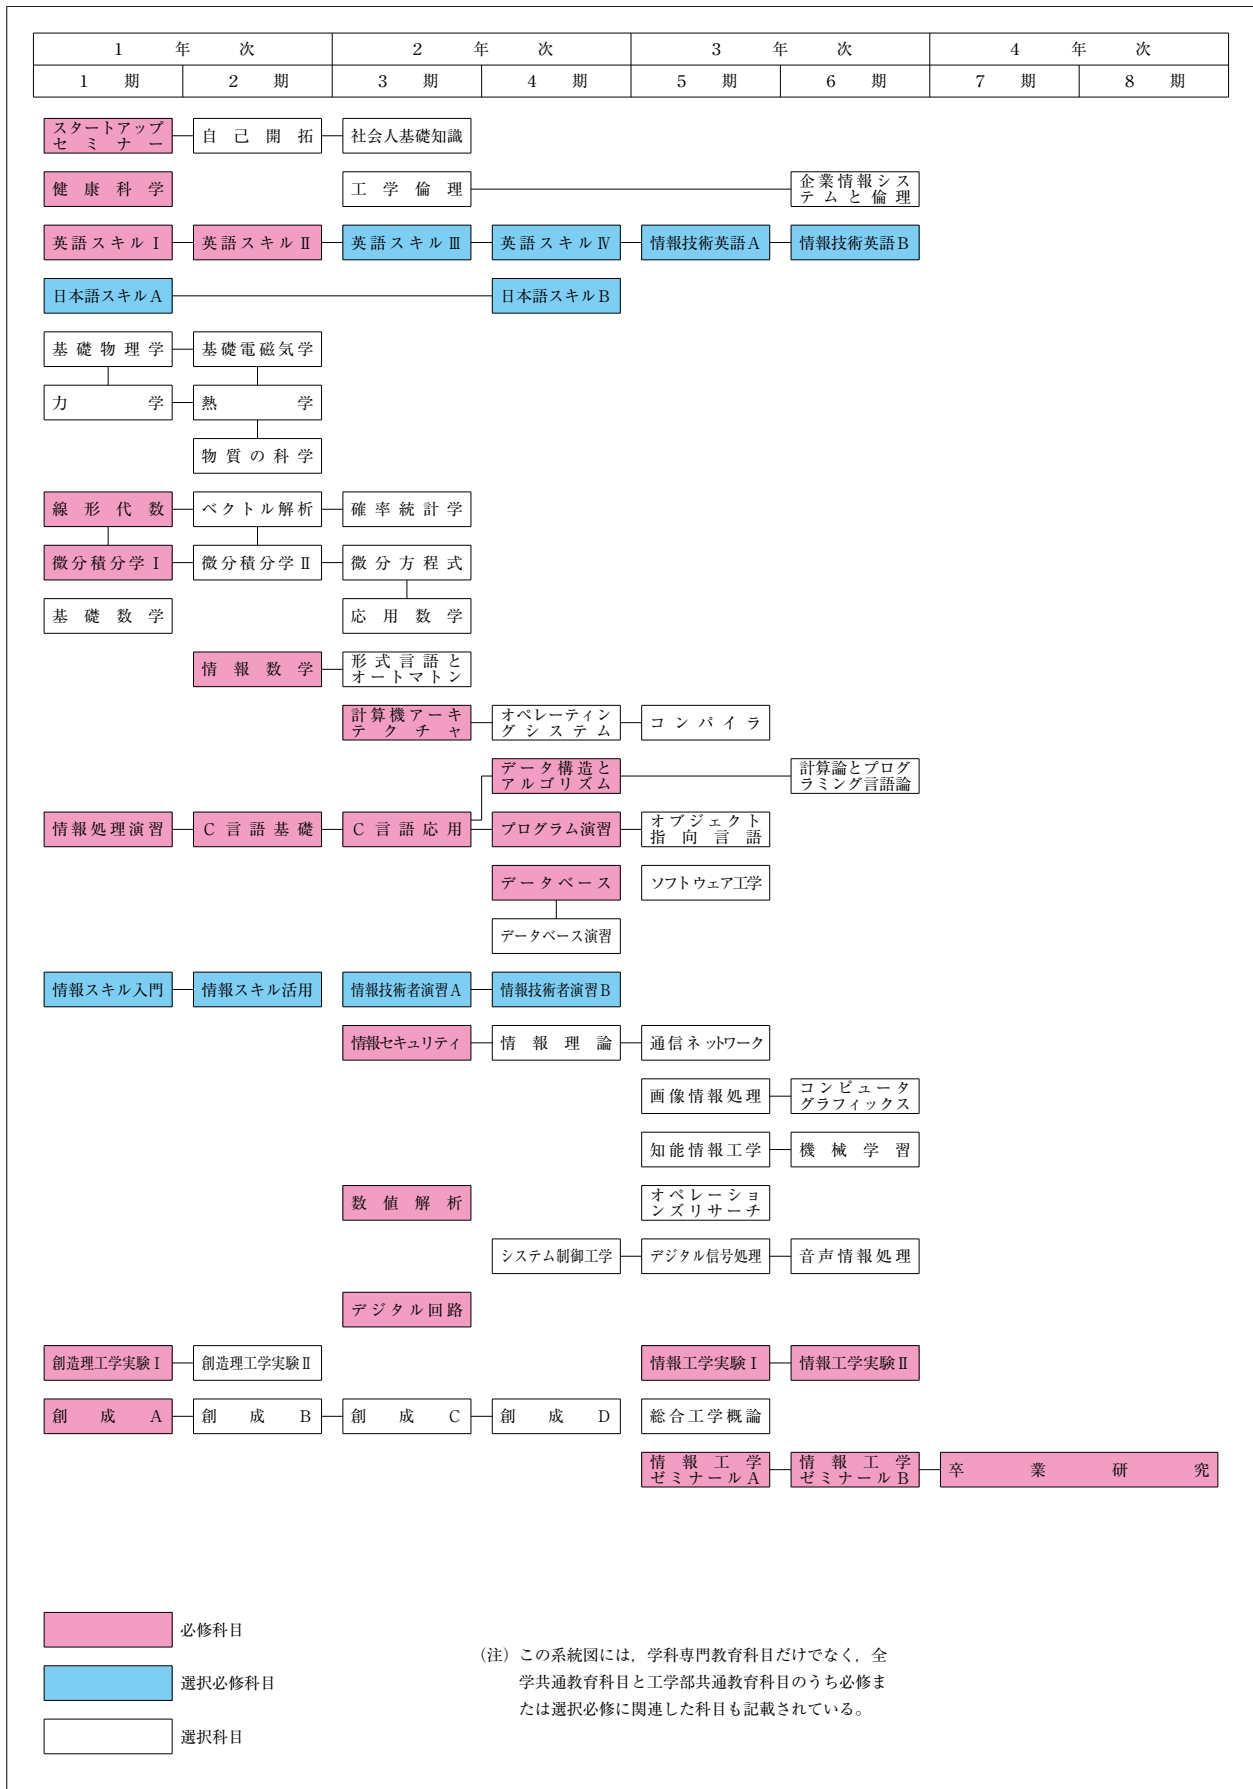 1年次 2年次 3年次 4年次
1期 2期 3期 4期 5期 6期 7期 8期
スタートアップ
セミナー
自己開拓
社会人基礎知識
健康科学
工学倫理
企業情報シス
テムと倫理
英語スキルⅠ
英語スキルⅡ
英語スキルⅢ
英語スキルⅣ
情報技術英語A
情報技術英語B
日本語スキルA
日本語スキルB
基礎物理学
基礎電磁気学
力学
熱学
物質の科学
線形代数
ベクトル解析
確率統計学
微分積分学Ⅰ
微分積分学Ⅱ
微分方程式
基礎数学
応用数学
情報数学
形式言語と
オートマトン
計算機アーキ
テクチャ
オペレーティン
グシステム
コンパイラ
データ構造と
アルゴリズム
計算論とプログ
ラミング言語論
情報処理演習
C言語基礎
C言語応用
プログラム演習
オブジェクト
指向言語
データベース
ソフトウェア工学
データベース演習
情報スキル入門
情報スキル活用
情報技術者演習A
情報技術者演習B
情報セキュリティ
情報理論
通信ネットワーク
画像情報処理
コンピュータ
グラフィックス
知能情報工学
機械学習
数値解析
オペレーショ
ンズリサーチ
システム制御工学
デジタル信号処理
音声情報処理
デジタル回路
創造理工学実験Ⅰ
創造理工学実験Ⅱ
情報工学実験Ⅰ
情報工学実験Ⅱ
創成A
創成B
創成C
創成D
総合工学概論
情報工学
ゼミナールA
情報工学
ゼミナールB
卒業研究
必修科目
選択必修科目
選択科目
(注)この系統図には,学科専門教育科目だけでなく,全
学共通教育科目と工学部共通教育科目のうち必修ま
たは選択必修に関連した科目も記載されている。